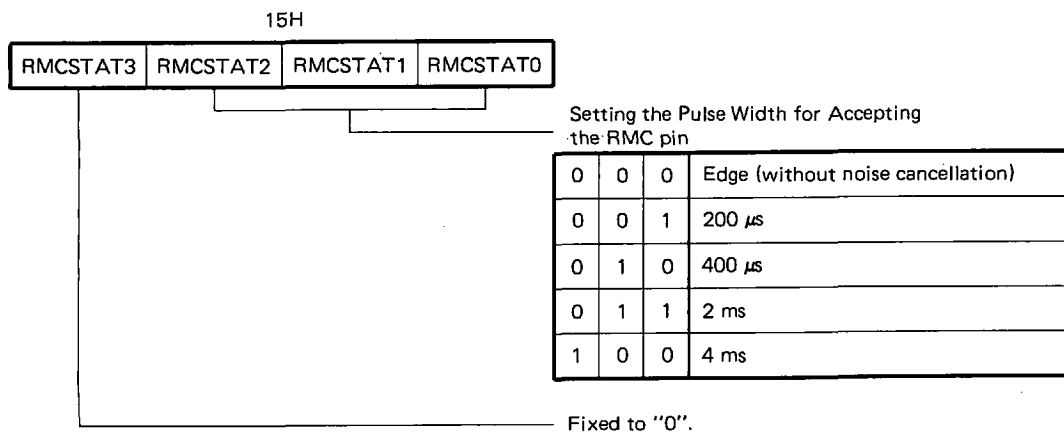 15H
RMCSTAT3 RMCSTAT2 RMCSTAT1 RMCSTAT0
Setting the Pulse Width for Accepting
the RMC pin
0 0 0 Edge (without noise cancellation)
0 0 1 200 μs
0 1 0 400 μs
0 1 1 2 ms
1 0 0 4 ms
Fixed to "0".